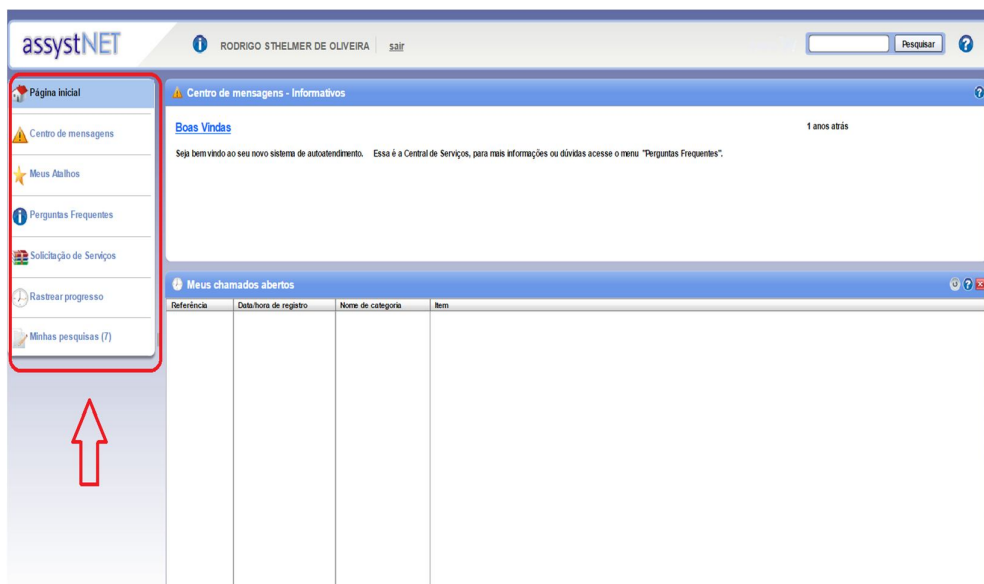 assystNET
RODRIGO STHELMER DE OLIVEIRA sair
Pesquisar
Página inicial
Centro de mensagens
Meus Atalhos
Perguntas Frequentes
Solicitação de Serviços
Rastrear progresso
Minhas pesquisas (7)
Centro de mensagens - Informativos
Boas Vindas 1 anos atrás
Seja bem vindo ao seu novo sistema de autoatendimento. Essa é a Central de Serviços, para mais informações ou dúvidas acesse o menu "Perguntas Frequentes".
Meus chamados abertos
Referência Data/hora de registro Nome de categoria Item